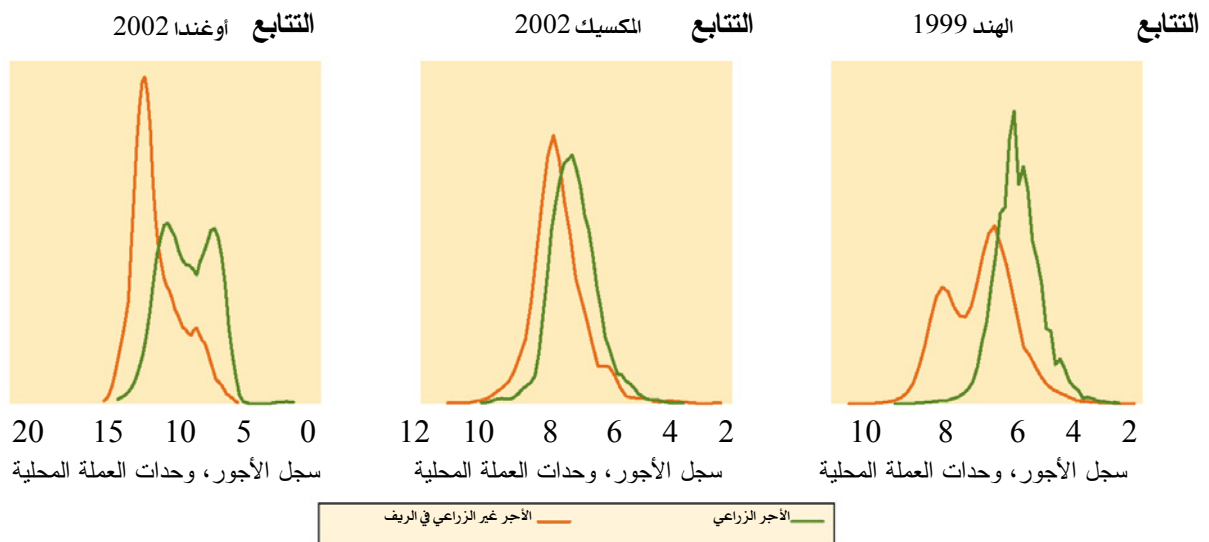 التتابع الهند 1999
التتابع المكسيك 2002
التتابع أوغندا 2002
2 4 6 8 10
2 4 6 8 10 12
0 5 10 15 20
سجل الأجور، وحدات العملة المحلية
سجل الأجور، وحدات العملة المحلية
سجل الأجور، وحدات العملة المحلية
الأجر الزراعي
الأجر غير الزراعي في الريف